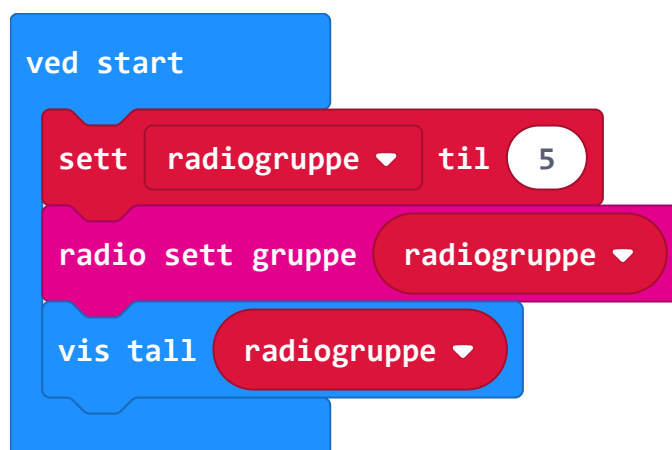 ved start
sett radiogruppe til 5
radio sett gruppe radiogruppe
vis tall radiogruppe